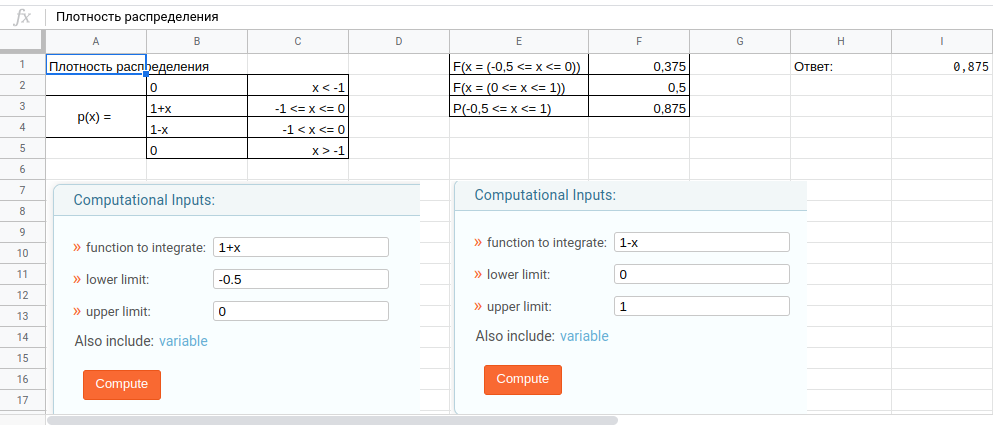 fx Плотность распределения
A B C D E F G H I
1 Плотность распределения F(x = (-0,5 <= x <= 0)) 0,375 Ответ: 0,875
2 0 x < -1 F(x = (0 <= x <= 1)) 0,5
3 1+x -1 <= x <= 0 P(-0,5 <= x <= 1) 0,875
p(x) =
4 1-x -1 < x <= 0
5 0 x > -1
6
7 Computational Inputs: Computational Inputs:
8
9 » function to integrate: 1+x » function to integrate: 1-x
10
11 » lower limit: -0.5 » lower limit: 0
12
13 » upper limit: 0 » upper limit: 1
14 Also include: variable Also include: variable
15
16 Compute Compute
17